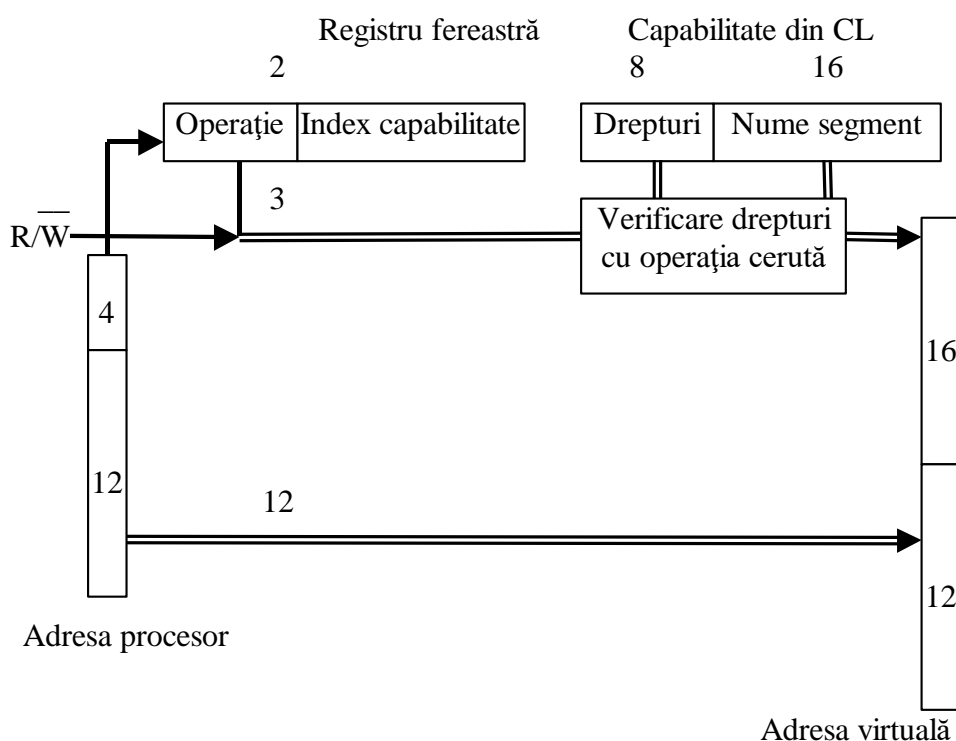 Registru fereastră Capabilitate din CL
2 8 16
Operaţie Index capabilitate Drepturi Nume segment
3
Verificare drepturi
R/W̅
cu operaţia cerută
4
16
12
12
12
Adresa procesor
Adresa virtuală